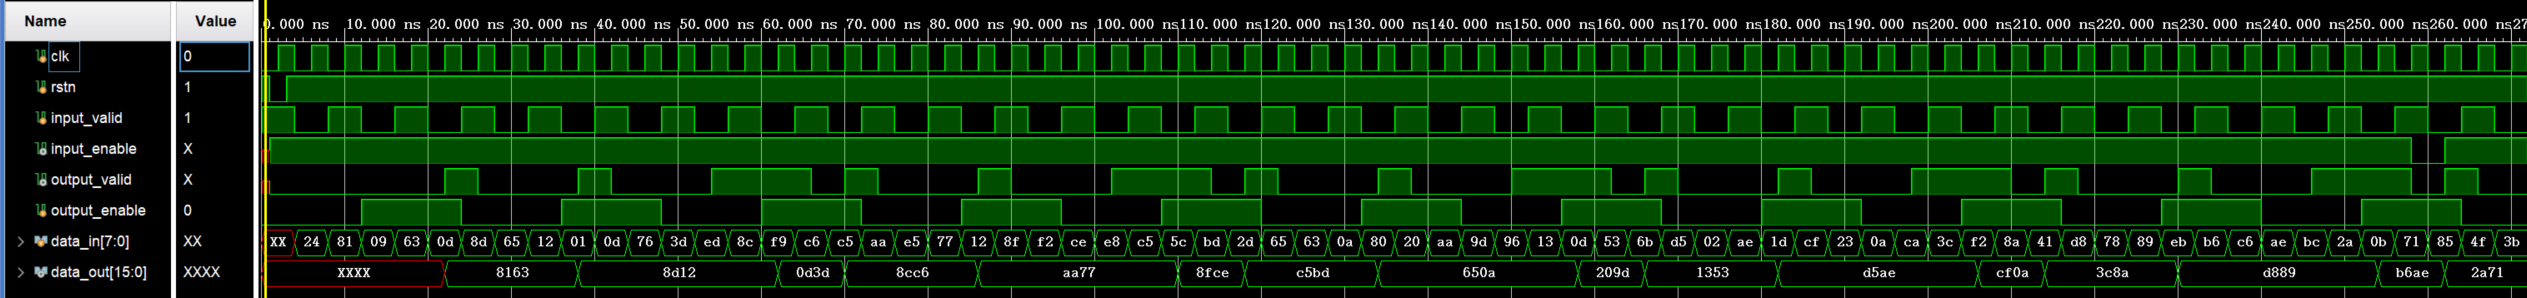 Name Value 0.000 ns 10.000 ns 20.000 ns 30.000 ns 40.000 ns 50.000 ns 60.000 ns 70.000 ns 80.000 ns 90.000 ns 100.000 ns 110.000 ns 120.000 ns 130.000 ns 140.000 ns 150.000 ns 160.000 ns 170.000 ns 180.000 ns 190.000 ns 200.000 ns 210.000 ns 220.000 ns 230.000 ns 240.000 ns 250.000 ns 260.000 ns 27
clk 0
rstn 1
input_valid 1
input_enable X
output_valid X
output_enable 0
data_in[7:0] XX XX 24 81 09 63 0d 8d 65 12 01 0d 76 3d ed 8c f9 c6 c5 aa e5 77 12 8f f2 ce e8 c5 5c bd 2d 65 63 0a 80 20 aa 9d 96 13 0d 53 6b d5 02 ae 1d cf 23 0a ca 3c f2 8a 41 d8 78 89 eb b6 c6 ae bc 2a 0b 71 85 4f 3b
data_out[15:0] XXXX XXXX 8163 8d12 0d3d 8cc6 aa77 8fce c5bd 650a 209d 1353 d5ae cf0a 3c8a d889 b6ae 2a71